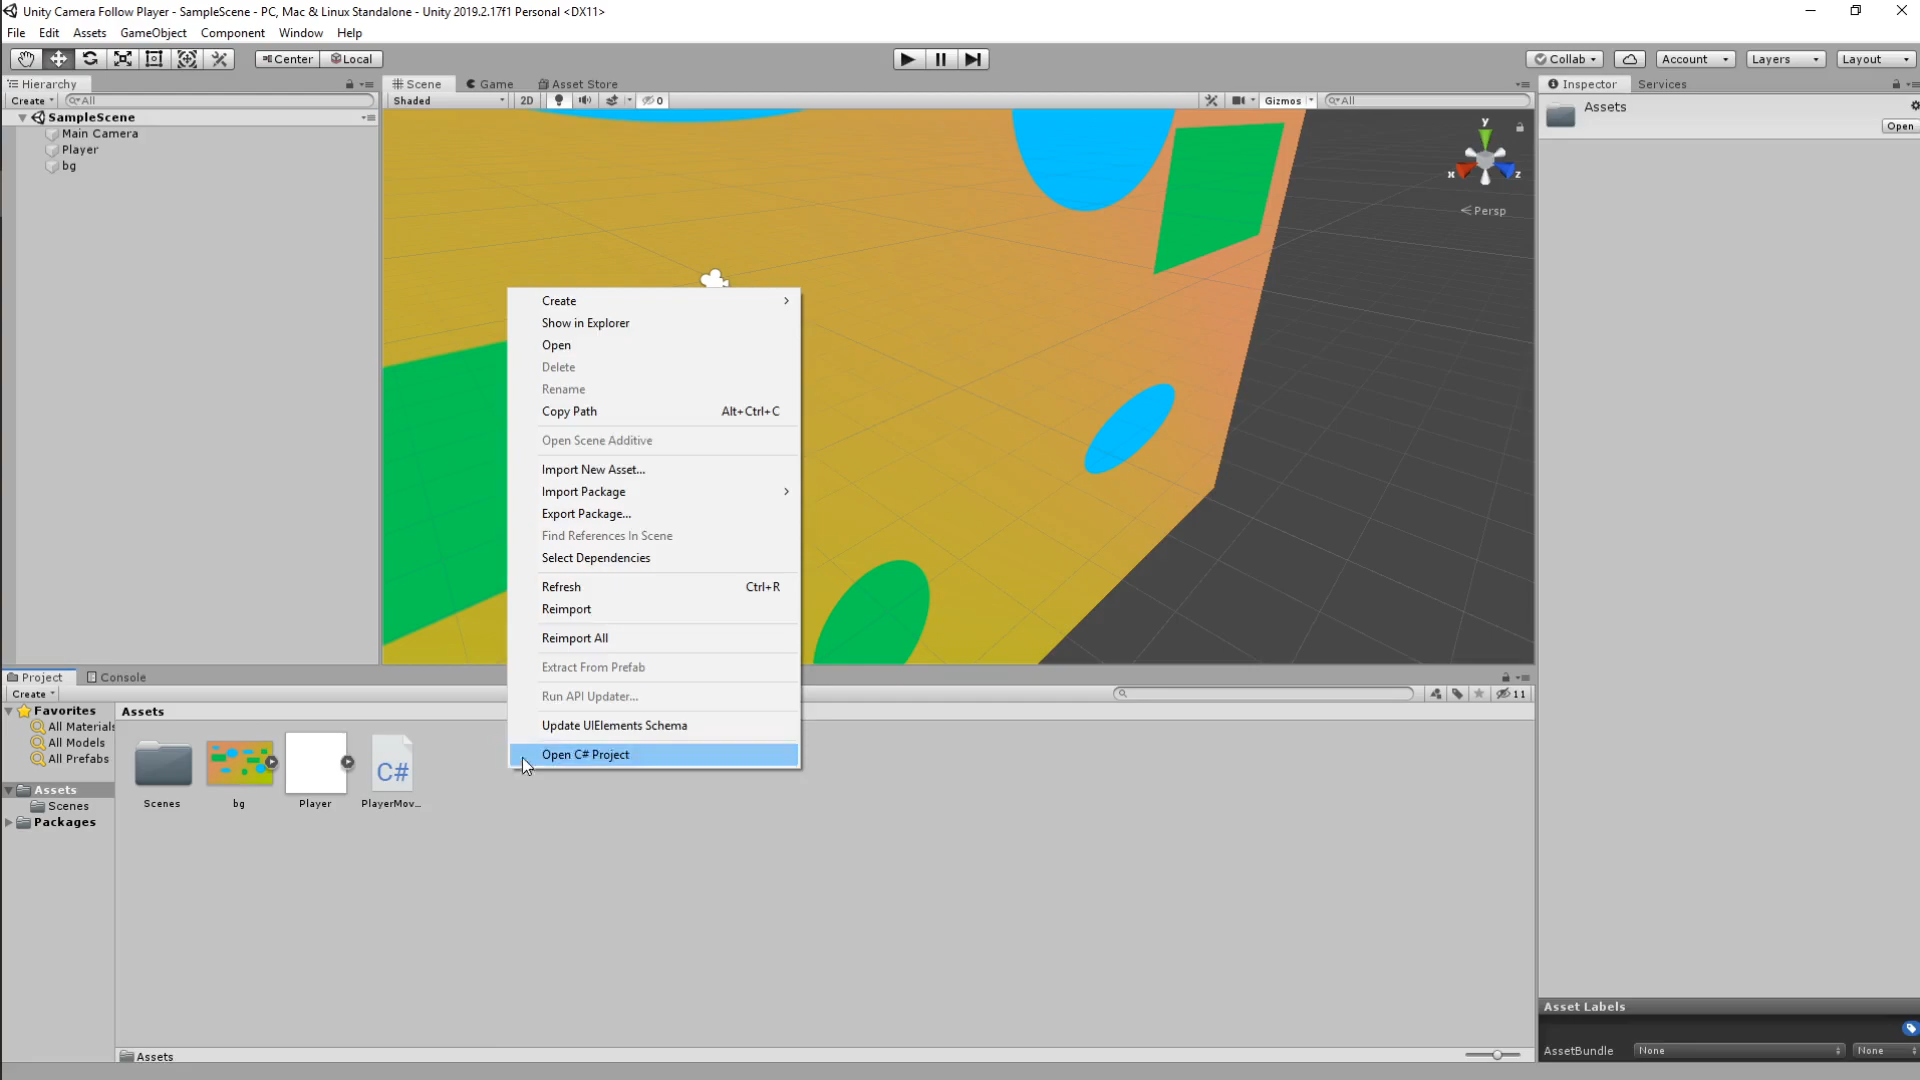 Unity Camera Follow Player - SampleScene - PC, Mac & Linux Standalone - Unity 2019.2.17f1 Personal <DX11>
File Edit Assets GameObject Component Window Help
Center Local Collab Account Layers Layout
Hierarchy Scene Game Asset Store Inspector Services
Create All Shaded 2D 0 Gizmos All
SampleScene
Main Camera
Player
bg
Assets
Open
y
x z
Persp
Create
Show in Explorer
Open
Delete
Rename
Copy Path Alt+Ctrl+C
Open Scene Additive
Import New Asset...
Import Package
Export Package...
Find References In Scene
Select Dependencies
Refresh Ctrl+R
Reimport
Reimport All
Extract From Prefab
Run API Updater...
Update UIElements Schema
Open C# Project
Project Console
Create 11
Favorites
All Materials
All Models
All Prefabs
Assets
Scenes
Packages
Assets
C#
Scenes bg Player PlayerMov...
Assets
Asset Labels
AssetBundle None None